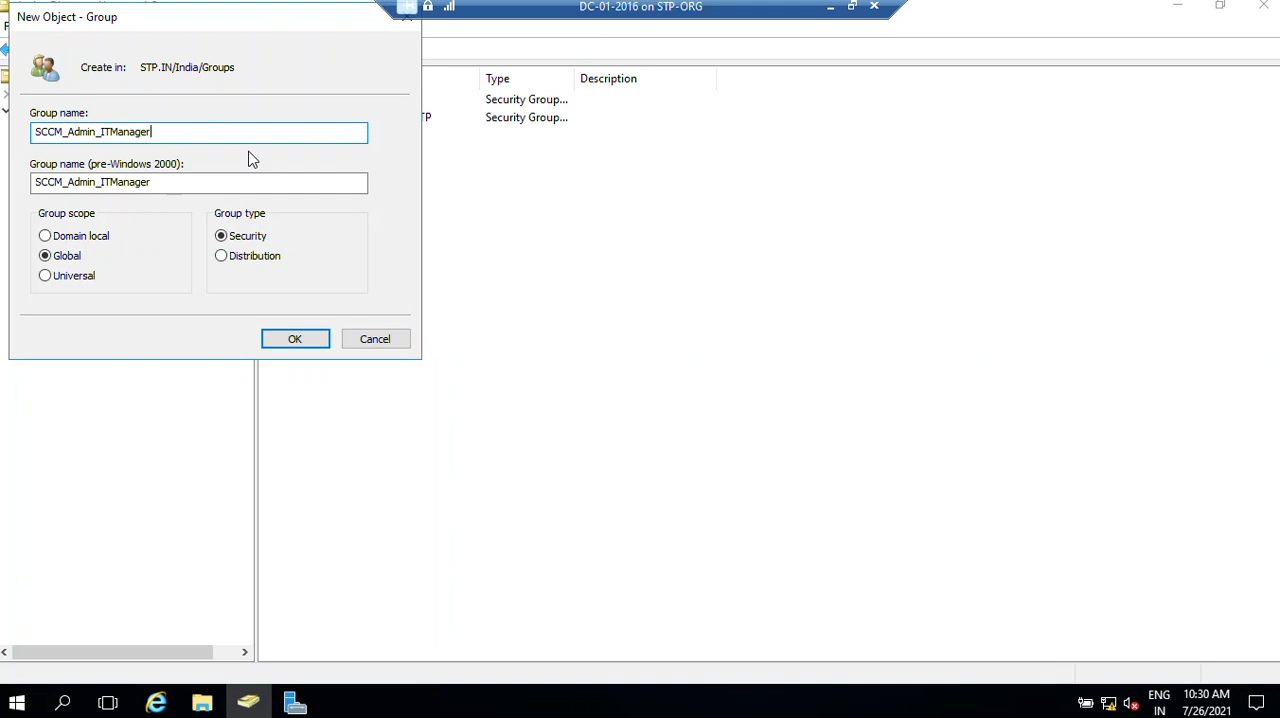 DC-01-2016 on STP-ORG
New Object - Group
Create in: STP.IN/India/Groups
Group name:
SCCM_Admin_ITManager
Group name (pre-Windows 2000):
SCCM_Admin_ITManager
Group scope
Domain local
Global
Universal
Group type
Security
Distribution
OK
Cancel
Type
Description
Security Group...
Security Group...
ENG
IN
10:30 AM
7/26/2021